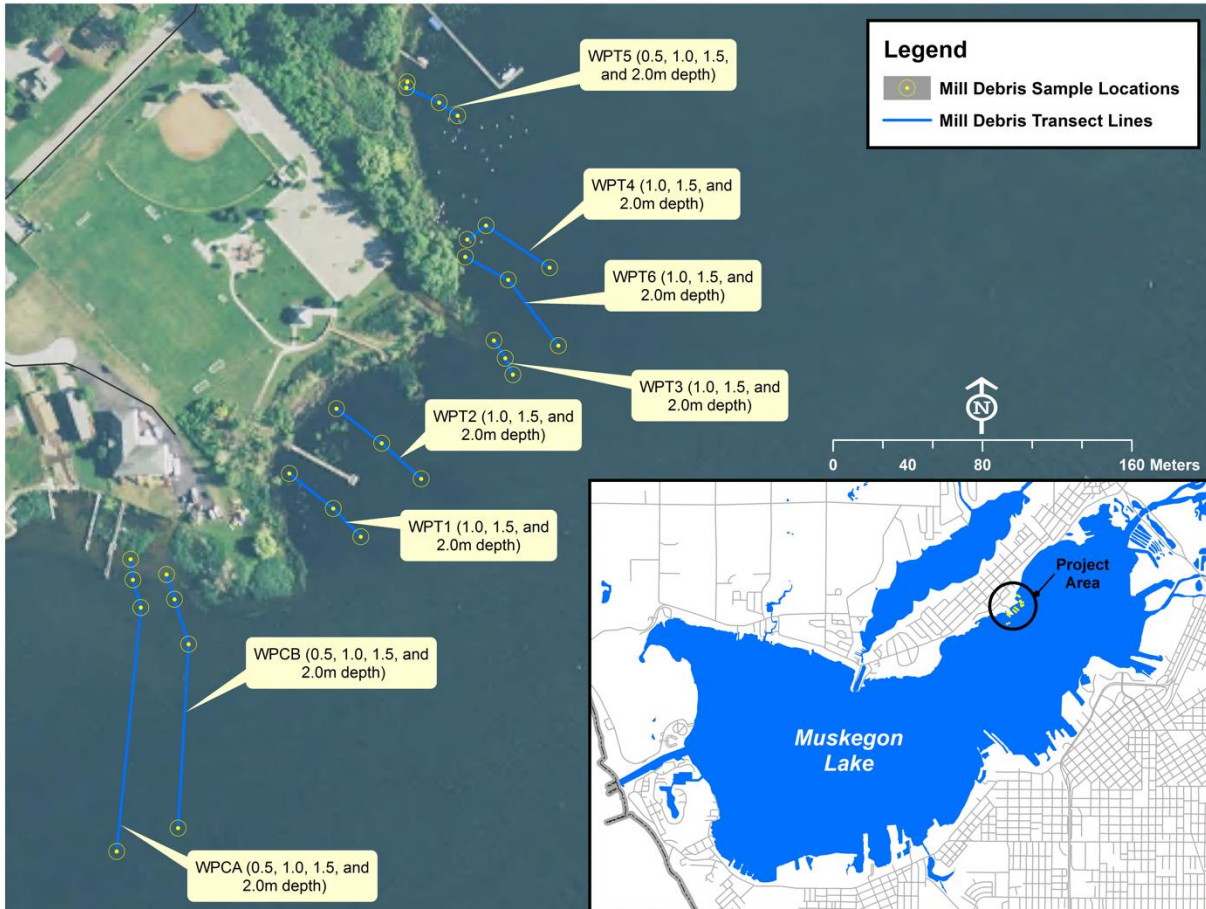 WPT5 (0.5, 1.0, 1.5,
and 2.0m depth)
Legend
Mill Debris Sample Locations
Mill Debris Transect Lines
WPT4 (1.0, 1.5, and
2.0m depth)
WPT6 (1.0, 1.5, and
2.0m depth)
WPT3 (1.0, 1.5, and
2.0m depth)
WPT2 (1.0, 1.5, and
2.0m depth)
WPT1 (1.0, 1.5, and
2.0m depth)
WPCB (0.5, 1.0, 1.5, and
2.0m depth)
WPCA (0.5, 1.0, 1.5, and
2.0m depth)
N
0 40 80 160 Meters
Project
Area
Muskegon
Lake